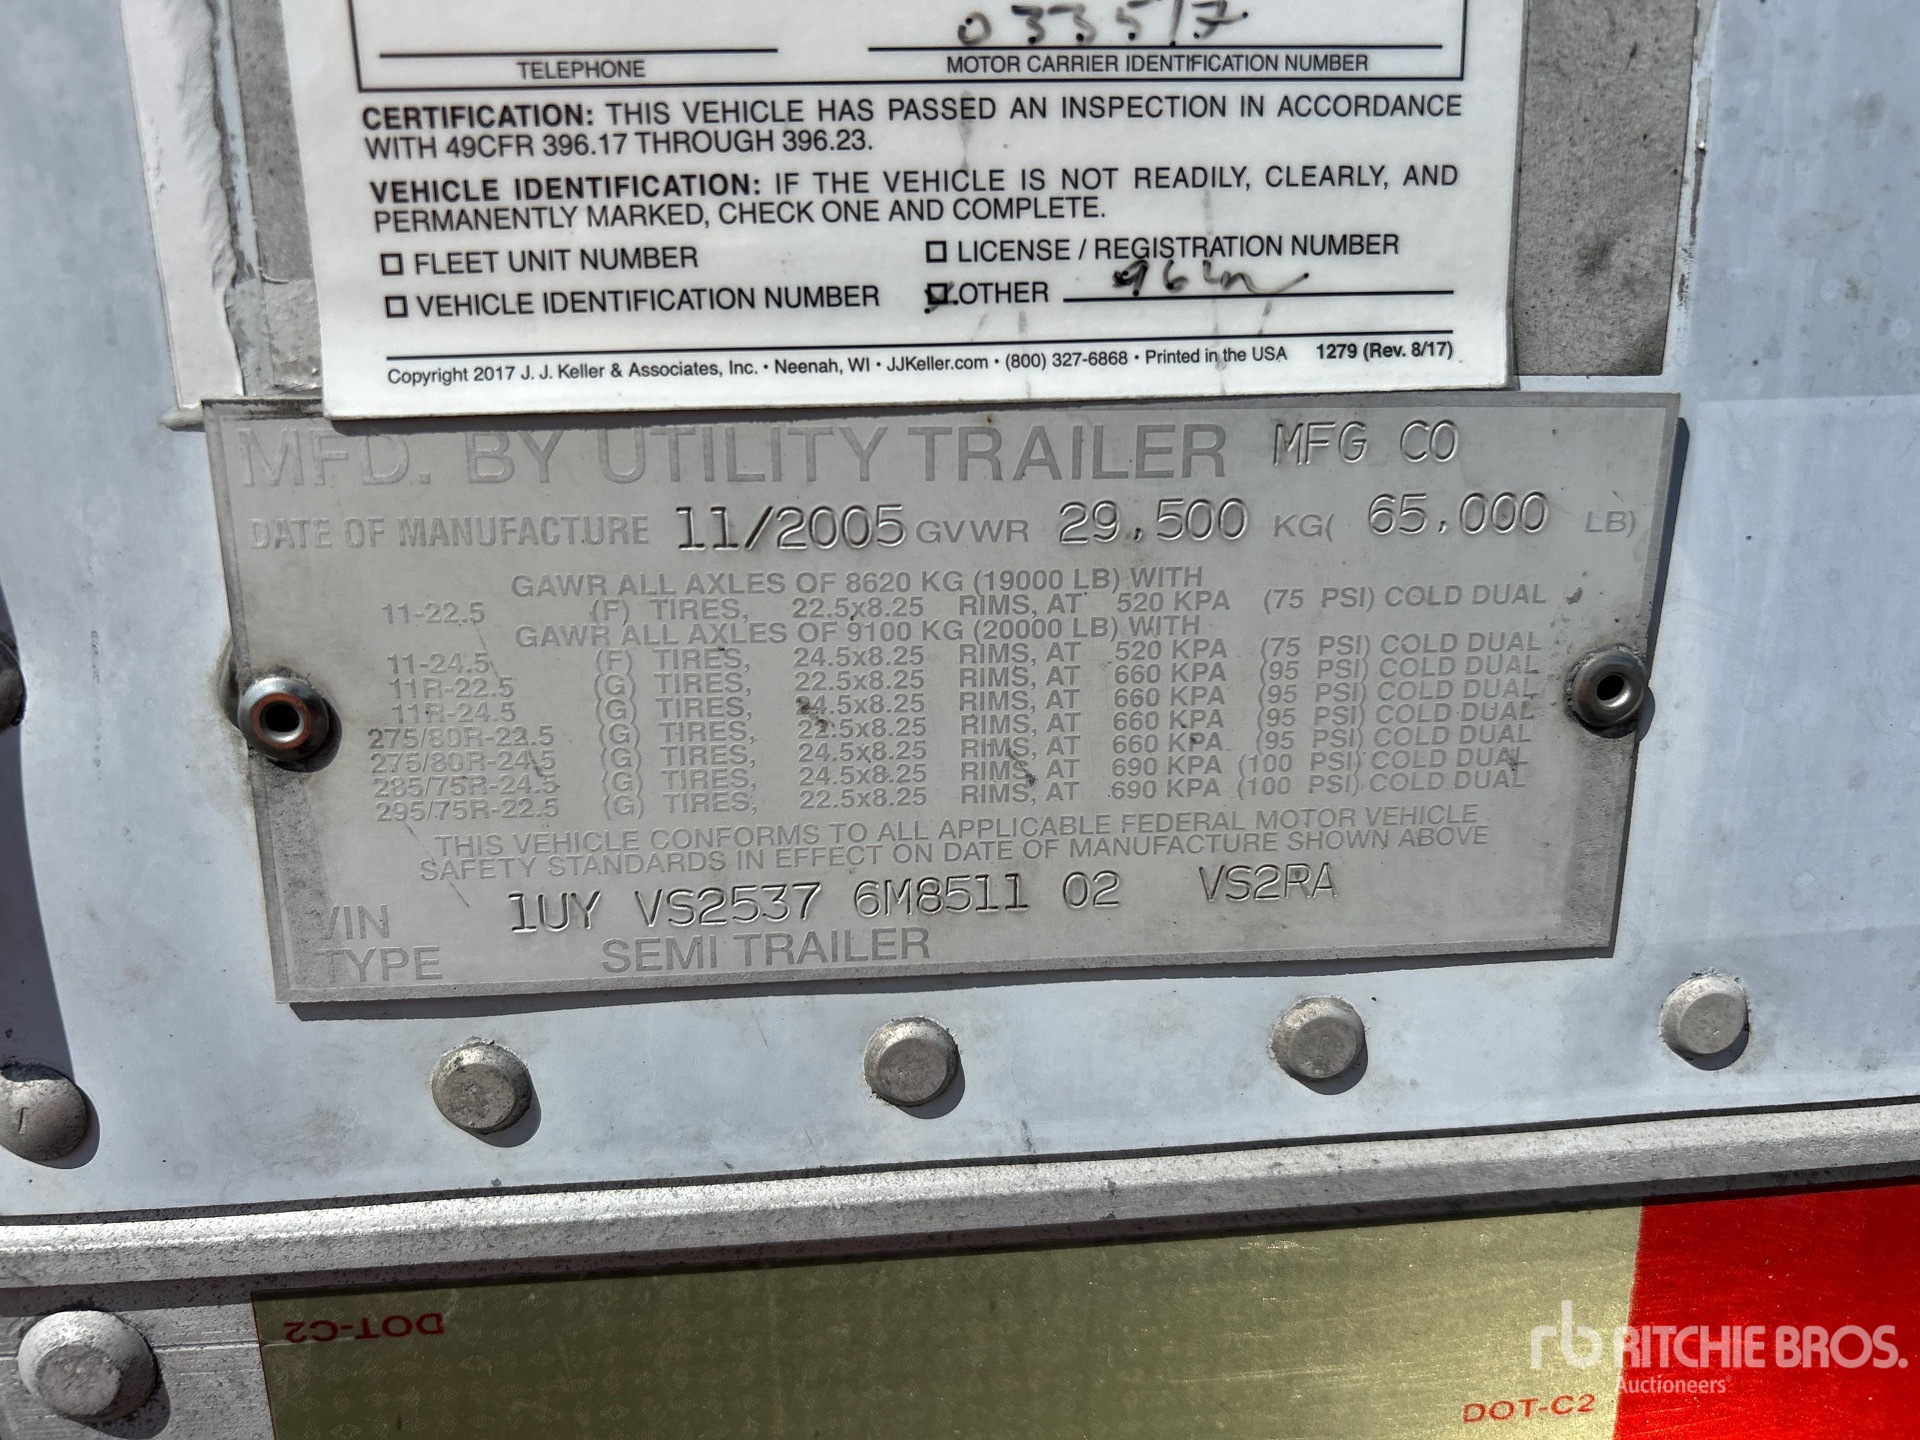 033517
TELEPHONE
MOTOR CARRIER IDENTIFICATION NUMBER
CERTIFICATION: THIS VEHICLE HAS PASSED AN INSPECTION IN ACCORDANCE
WITH 49CFR 396.17 THROUGH 396.23.
VEHICLE IDENTIFICATION: IF THE VEHICLE IS NOT READILY, CLEARLY, AND
PERMANENTLY MARKED, CHECK ONE AND COMPLETE.
FLEET UNIT NUMBER
LICENSE / REGISTRATION NUMBER
VEHICLE IDENTIFICATION NUMBER
OTHER
Copyright 2017 J. J. Keller & Associates, Inc. • Neenah, WI • JJKeller.com • (800) 327-6868 • Printed in the USA 1279 (Rev. 8/17)
MFD. BY UTILITY TRAILER MFG CO
DATE OF MANUFACTURE 11/2005 GVWR 29,500 KG( 65,000 LB)
GAWR ALL AXLES OF 8620 KG (19000 LB) WITH
11-22.5 (F) TIRES, 22.5x8.25 RIMS, AT 520 KPA (75 PSI) COLD DUAL
GAWR ALL AXLES OF 9100 KG (20000 LB) WITH
11-24.5 (F) TIRES, 24.5x8.25 RIMS, AT 520 KPA (75 PSI) COLD DUAL
11R-22.5 (G) TIRES, 22.5x8.25 RIMS, AT 660 KPA (95 PSI) COLD DUAL
11R-24.5 (G) TIRES, 24.5x8.25 RIMS, AT 660 KPA (95 PSI) COLD DUAL
275/80R-22.5 (G) TIRES, 22.5x8.25 RIMS, AT 660 KPA (95 PSI) COLD DUAL
275/80R-24.5 (G) TIRES, 24.5x8.25 RIMS, AT 660 KPA (95 PSI) COLD DUAL
285/75R-24.5 (G) TIRES, 24.5x8.25 RIMS, AT 690 KPA (100 PSI) COLD DUAL
295/75R-22.5 (G) TIRES, 22.5x8.25 RIMS, AT 690 KPA (100 PSI) COLD DUAL
THIS VEHICLE CONFORMS TO ALL APPLICABLE FEDERAL MOTOR VEHICLE
SAFETY STANDARDS IN EFFECT ON DATE OF MANUFACTURE SHOWN ABOVE
VIN 1UY VS2537 6M8511 02 VS2RA
TYPE SEMI TRAILER
DOT-C2
DOT-C2
rb RITCHIE BROS.
Auctioneers